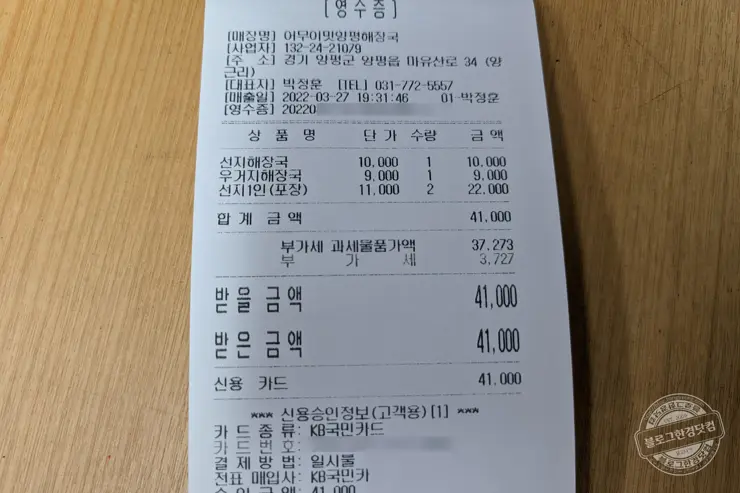 [영수증]
[매장명] 어무이맛양평해장국
[사업자] 132-24-21079
[주 소] 경기 양평군 양평읍 마유산로 34 (양
근리)
[대표자] 박정훈 [TEL] 031-772-5557
[매출일] 2022-03-27 19:31:46 01-박정훈
[영수증] 20220
상 품 명 단 가 수량 금 액
선지해장국 10,000 1 10,000
우거지해장국 9,000 1 9,000
선지1인(포장) 11,000 2 22,000
합 계 금 액 41,000
부가세 과세물품가액 37,273
부 가 세 3,727
받을 금액 41,000
받은 금액 41,000
신용 카드 41,000
*** 신용승인정보(고객용)[1] ***
카 드 종 류: KB국민카드
카 드 번 호:
결 제 방 법: 일시불
전표 매입사: KB국민카
승 인 금 액: 41,000
블로그한경닷컴